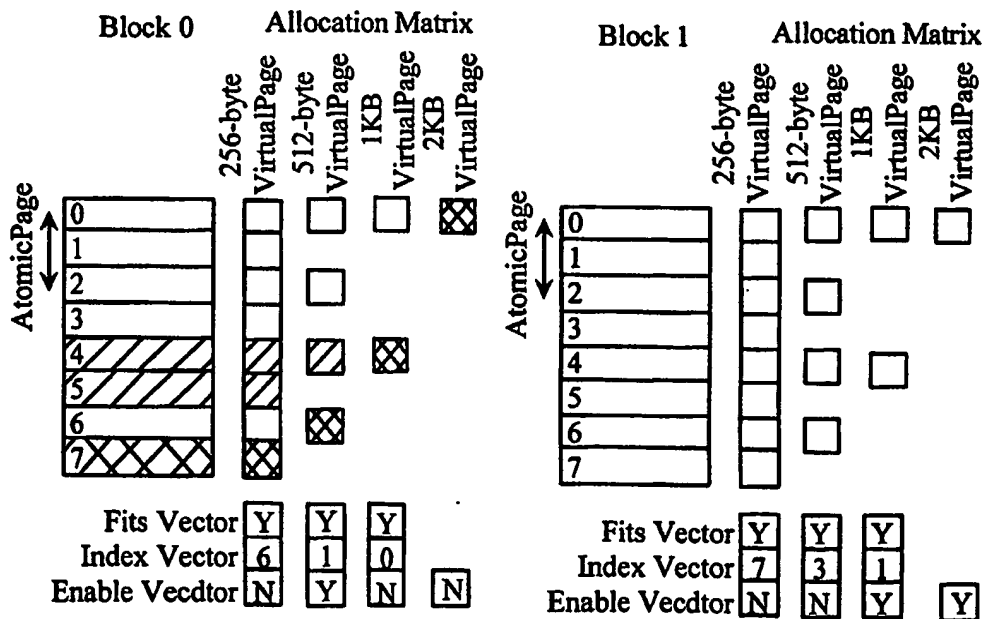 Block 0
Allocation Matrix
256-byte
VirtualPage
512-byte
VirtualPage
1KB
VirtualPage
2KB
VirtualPage
AtomicPage
0
1
2
3
4
5
6
7
Fits Vector Y Y Y
Index Vector 6 1 0
Enable Vecdtor N Y N N
Block 1
Allocation Matrix
256-byte
VirtualPage
512-byte
VirtualPage
1KB
VirtualPage
2KB
VirtualPage
AtomicPage
0
1
2
3
4
5
6
7
Fits Vector Y Y Y
Index Vector 7 3 1
Enable Vecdtor N N Y Y